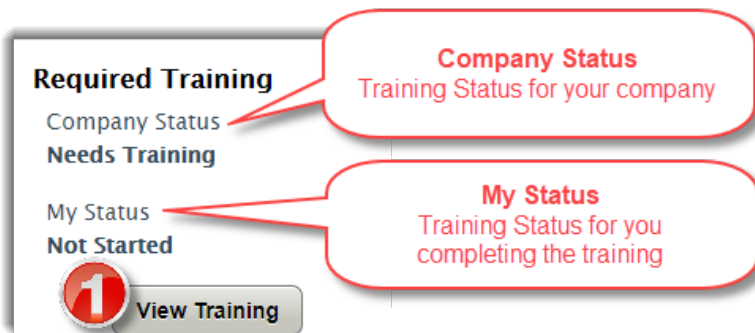 Required Training
Company Status
Needs Training
My Status
Not Started
1
View Training
Company Status
Training Status for your company
My Status
Training Status for you
completing the training